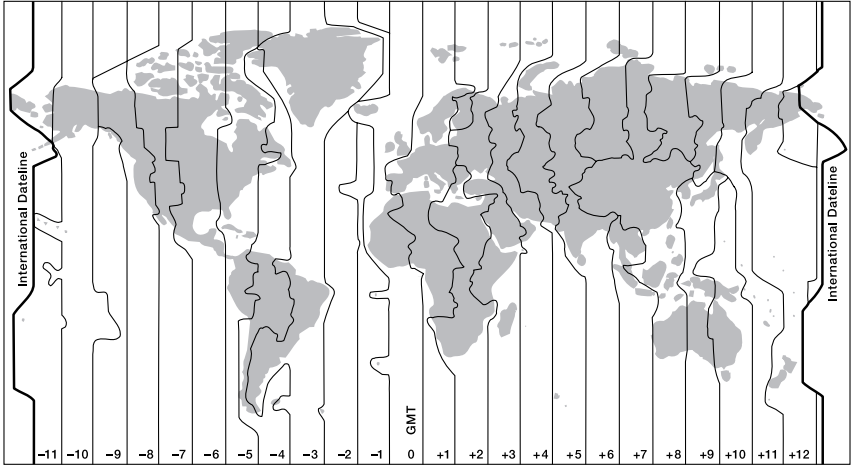 International Dateline
International Dateline
GMT
−11 −10 −9 −8 −7 −6 −5 −4 −3 −2 −1 0 +1 +2 +3 +4 +5 +6 +7 +8 +9 +10 +11 +12